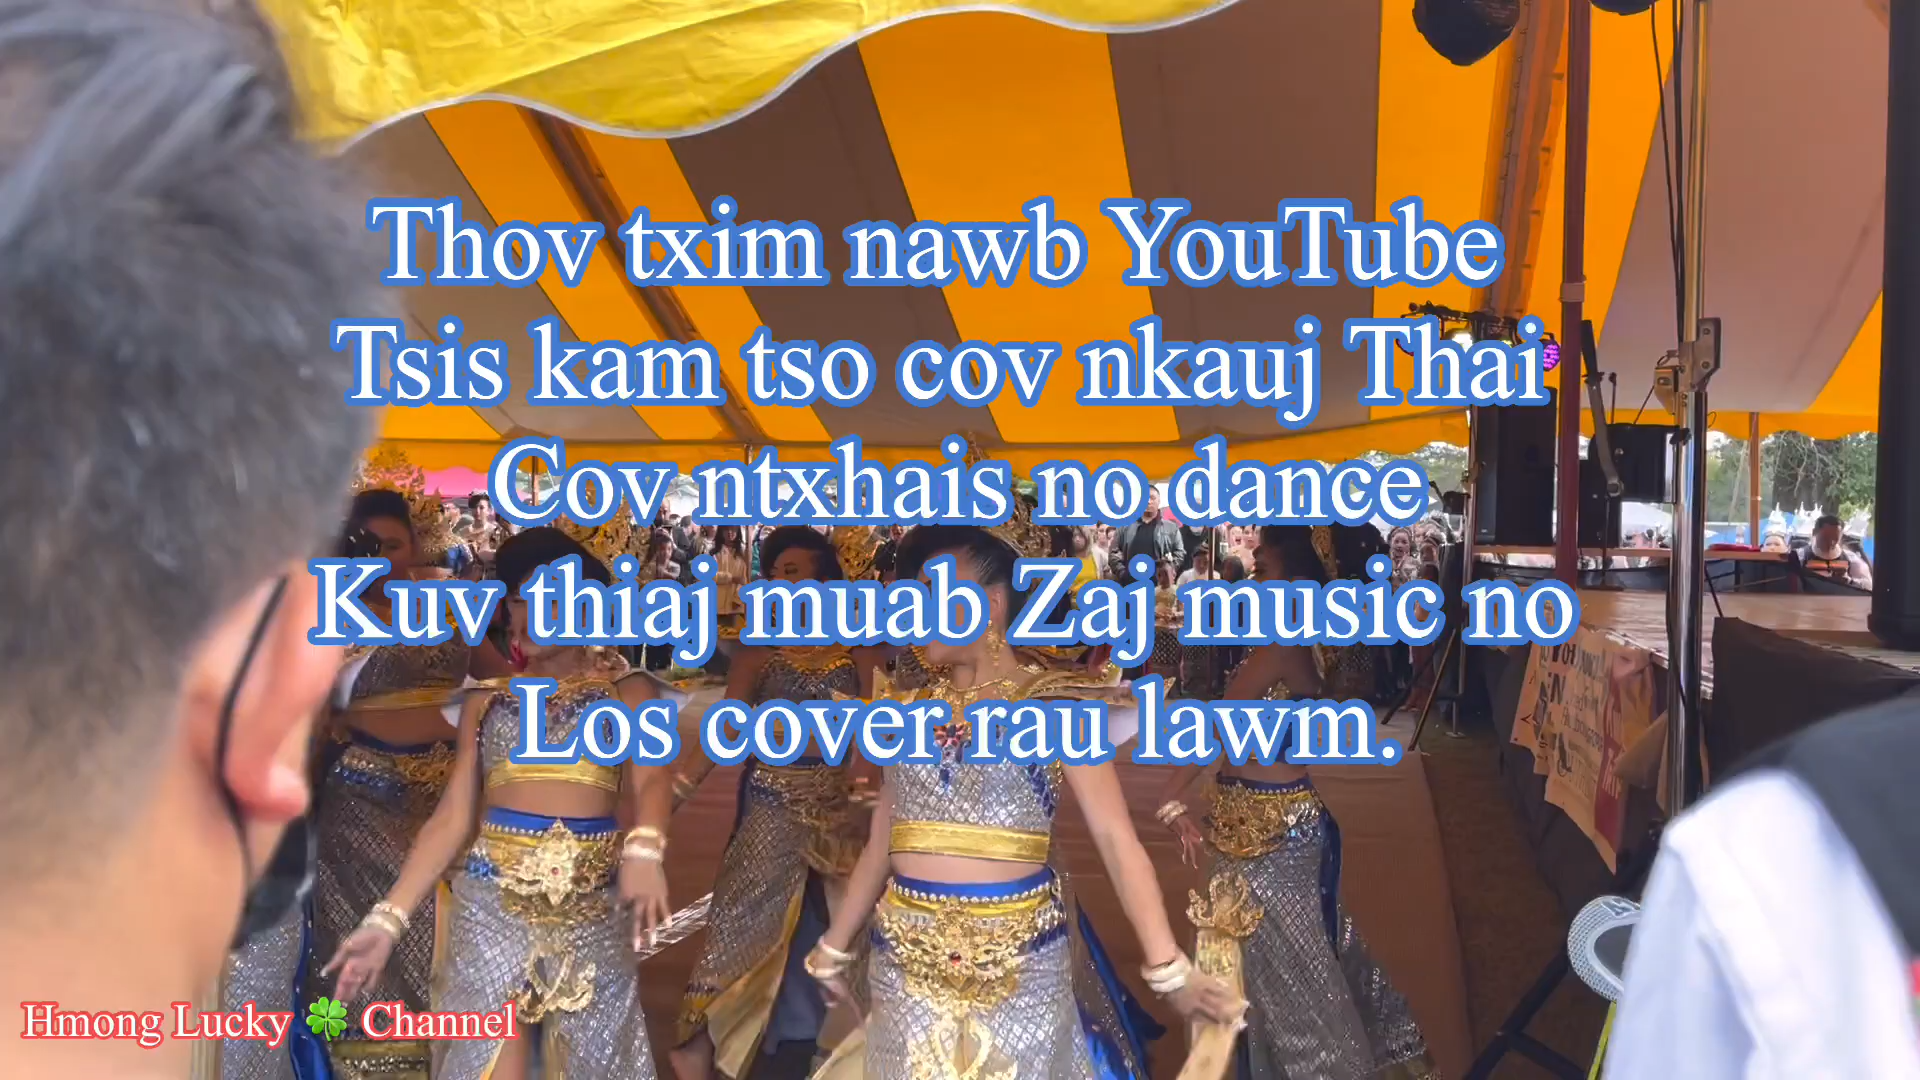 Thov txim nawb YouTube
Tsis kam tso cov nkauj Thai
Cov ntxhais no dance
Kuv thiaj muab Zaj music no
Los cover rau lawm.
Hmong Lucky 🍀 Channel